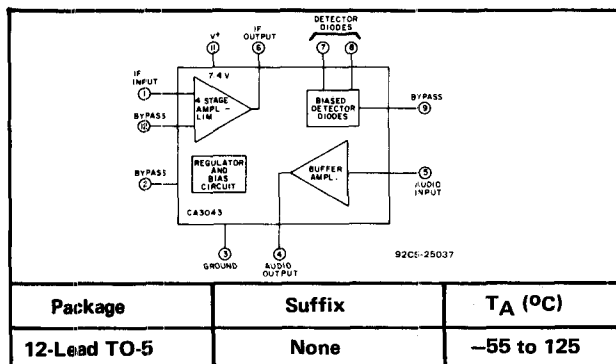 DETECTOR
DIODES
IF
OUTPUT
V+
11
6
7
8
7.4 V
IF
INPUT
1
4 STAGE
AMPL -
LIM
BIASED
DETECTOR
DIODES
BYPASS
9
BYPASS
12
REGULATOR
AND
BIAS
CIRCUIT
BYPASS
2
BUFFER
AMPL.
5
AUDIO
INPUT
CA3043
3
GROUND
4
AUDIO
OUTPUT
92CS-25037
Package Suffix TA (°C)
12-Lead TO-5 None −55 to 125